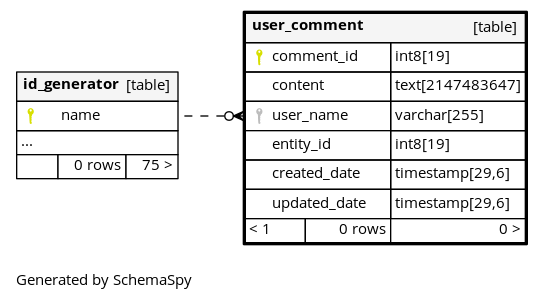 user_comment [table]
comment_id int8[19]
content text[2147483647]
user_name varchar[255]
entity_id int8[19]
created_date timestamp[29,6]
updated_date timestamp[29,6]
< 1 0 rows 0 >
id_generator [table]
name
...
0 rows 75 >
Generated by SchemaSpy